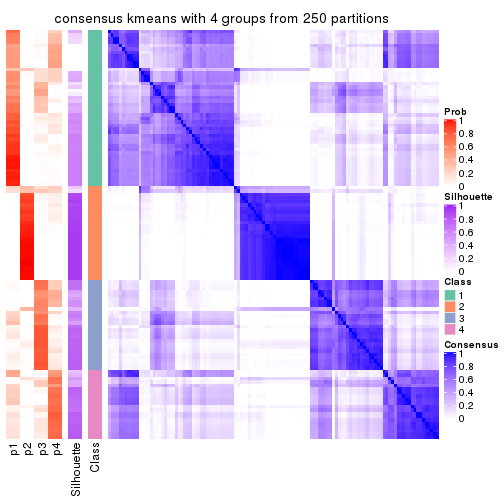 consensus kmeans with 4 groups from 250 partitions
Prob
1
0.8
0.6
0.4
0.2
0
Silhouette
1
0.8
0.6
0.4
0.2
0
Class
1
2
3
4
Consensus
1
0.8
0.6
0.4
0.2
0
p1
p2
p3
p4
Silhouette
Class